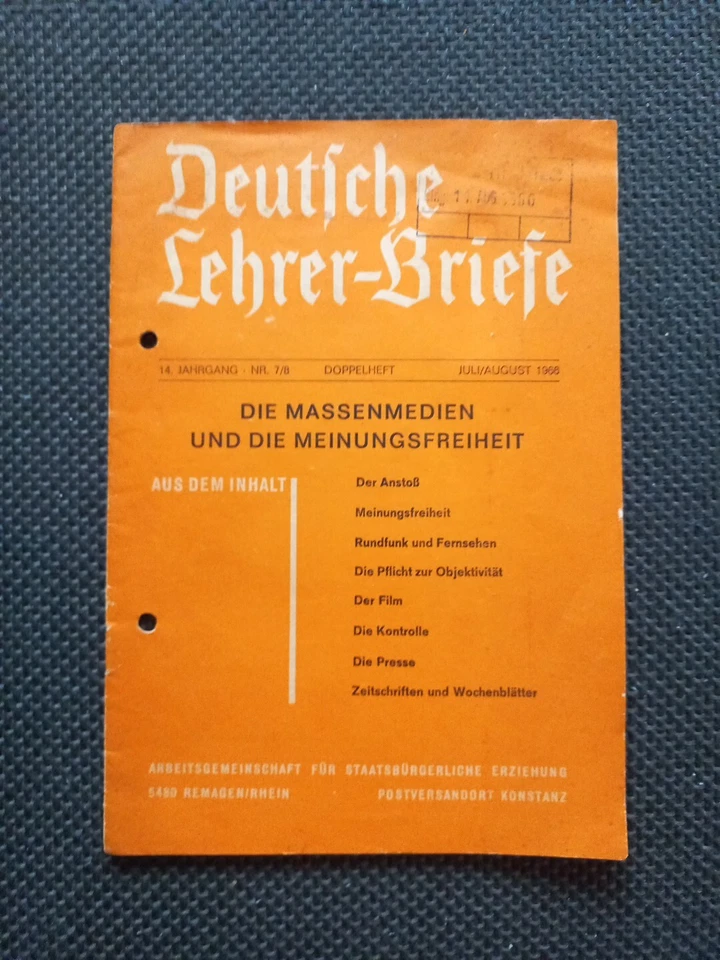 Deutsche
Lehrer-Briefe
14. JAHRGANG · NR. 7/8 DOPPELHEFT JULI/AUGUST 1968
DIE MASSENMEDIEN
UND DIE MEINUNGSFREIHEIT
AUS DEM INHALT
Der Anstoß
Meinungsfreiheit
Rundfunk und Fernsehen
Die Pflicht zur Objektivität
Der Film
Die Kontrolle
Die Presse
Zeitschriften und Wochenblätter
ARBEITSGEMEINSCHAFT FÜR STAATSBÜRGERLICHE ERZIEHUNG
5480 REMAGEN/RHEIN POSTVERSANDORT KONSTANZ